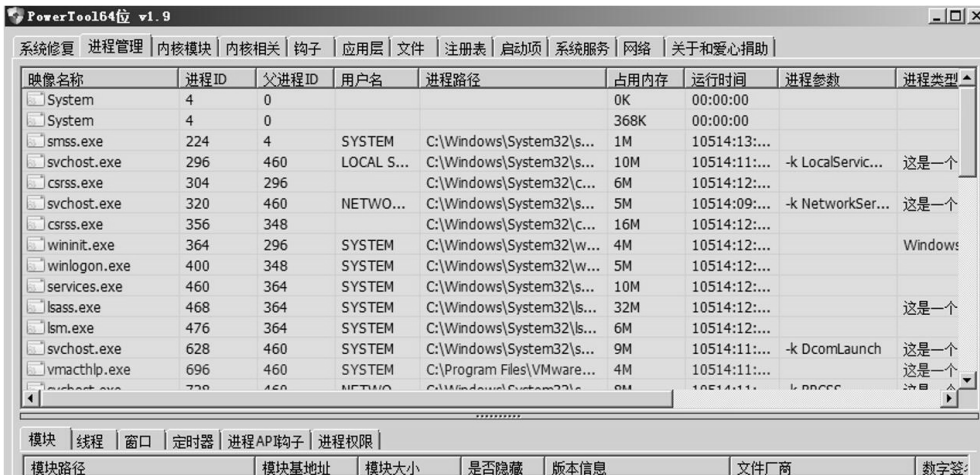 PowerTool64位 v1.9
系统修复 进程管理 内核模块 内核相关 钩子 应用层 文件 注册表 启动项 系统服务 网络 关于和爱心捐助
映像名称 进程ID 父进程ID 用户名 进程路径 占用内存 运行时间 进程参数 进程类型
System 4 0 0K 00:00:00
System 4 0 368K 00:00:00
smss.exe 224 4 SYSTEM C:\Windows\System32\s... 1M 10514:13:...
svchost.exe 296 460 LOCAL S... C:\Windows\System32\s... 10M 10514:11:... -k LocalServic... 这是一个
csrss.exe 304 296 C:\Windows\System32\c... 6M 10514:12:...
svchost.exe 320 460 NETWO... C:\Windows\System32\s... 5M 10514:09:... -k NetworkSer... 这是一个
csrss.exe 356 348 C:\Windows\System32\c... 16M 10514:12:...
wininit.exe 364 296 SYSTEM C:\Windows\System32\w... 4M 10514:12:... Windows
winlogon.exe 400 348 SYSTEM C:\Windows\System32\w... 5M 10514:12:...
services.exe 460 364 SYSTEM C:\Windows\System32\s... 10M 10514:12:...
lsass.exe 468 364 SYSTEM C:\Windows\System32\ls... 32M 10514:12:... 这是一个
lsm.exe 476 364 SYSTEM C:\Windows\System32\ls... 6M 10514:12:...
svchost.exe 628 460 SYSTEM C:\Windows\System32\s... 9M 10514:11:... -k DcomLaunch 这是一个
vmacthlp.exe 696 460 SYSTEM C:\Program Files\VMware... 4M 10514:11:... 这是一个
模块 线程 窗口 定时器 进程API钩子 进程权限
模块路径 模块基地址 模块大小 是否隐藏 版本信息 文件厂商 数字签